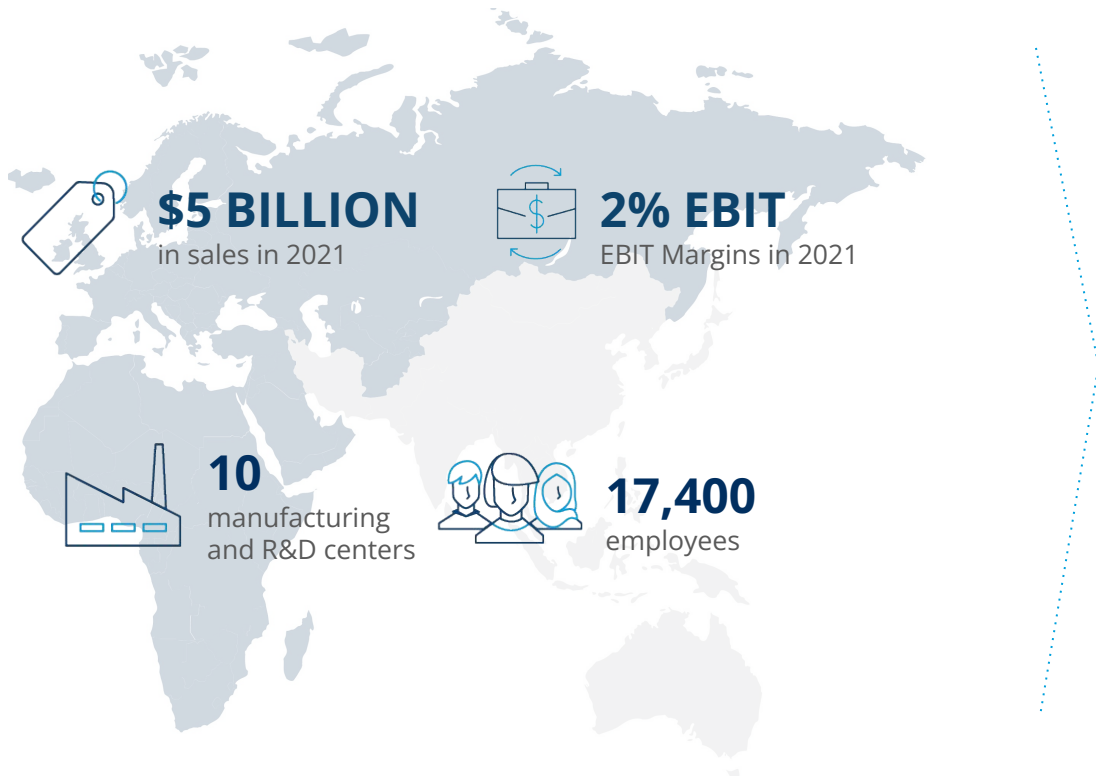 $5 BILLION
in sales in 2021
$
2% EBIT
EBIT Margins in 2021
10
manufacturing
and R&D centers
17,400
employees